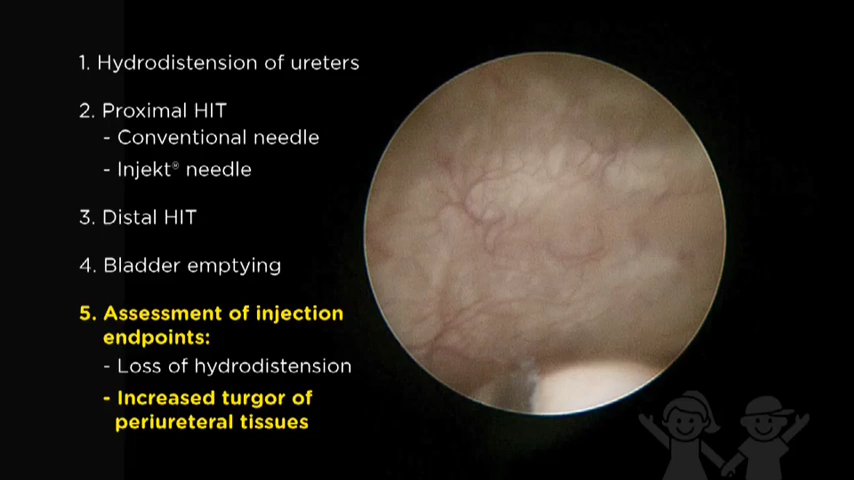 1. Hydrodistension of ureters
2. Proximal HIT
- Conventional needle
- Injekt® needle
3. Distal HIT
4. Bladder emptying
5. Assessment of injection
endpoints:
- Loss of hydrodistension
- Increased turgor of
periureteral tissues